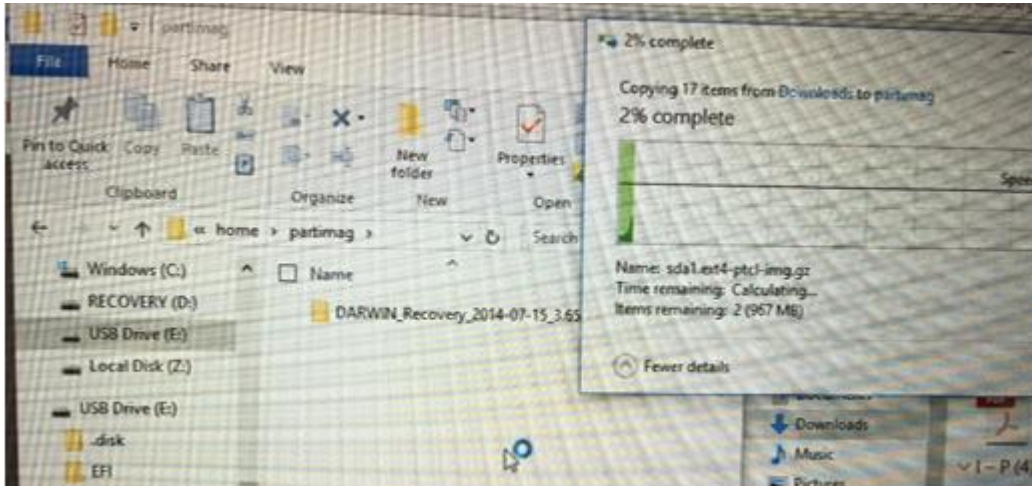 partimag
File Home Share View
Pin to Quick access
Copy
Paste
Clipboard
Organize
New folder
New
Properties
Open
« home › partimag ›
Search
Windows (C:)
RECOVERY (D:)
USB Drive (E:)
Local Disk (Z:)
USB Drive (E:)
.disk
EFI
Name
DARWIN_Recovery_2014-07-15_3.65
2% complete
Copying 17 items from Downloads to partimag
2% complete
Name: sda1.ext4-ptcl-img.gz
Time remaining: Calculating...
Items remaining: 2 (967 MB)
Fewer details
Documents
Downloads
Music
Pictures
I - P (4